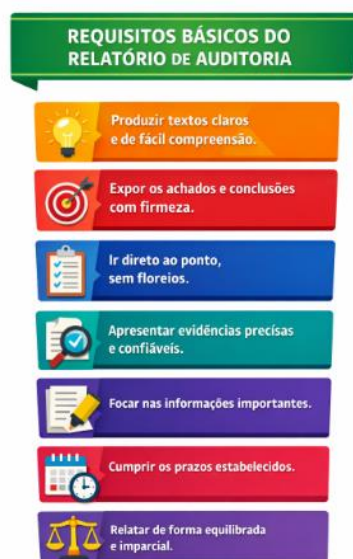 REQUISITOS BÁSICOS DO
RELATÓRIO DE AUDITORIA
Produzir textos claros
e de fácil compreensão.
Expor os achados e conclusões
com firmeza.
Ir direto ao ponto,
sem floreios.
Apresentar evidências precisas
e confiáveis.
Focar nas informações importantes.
Cumprir os prazos estabelecidos.
Relatar de forma equilibrada
e imparcial.